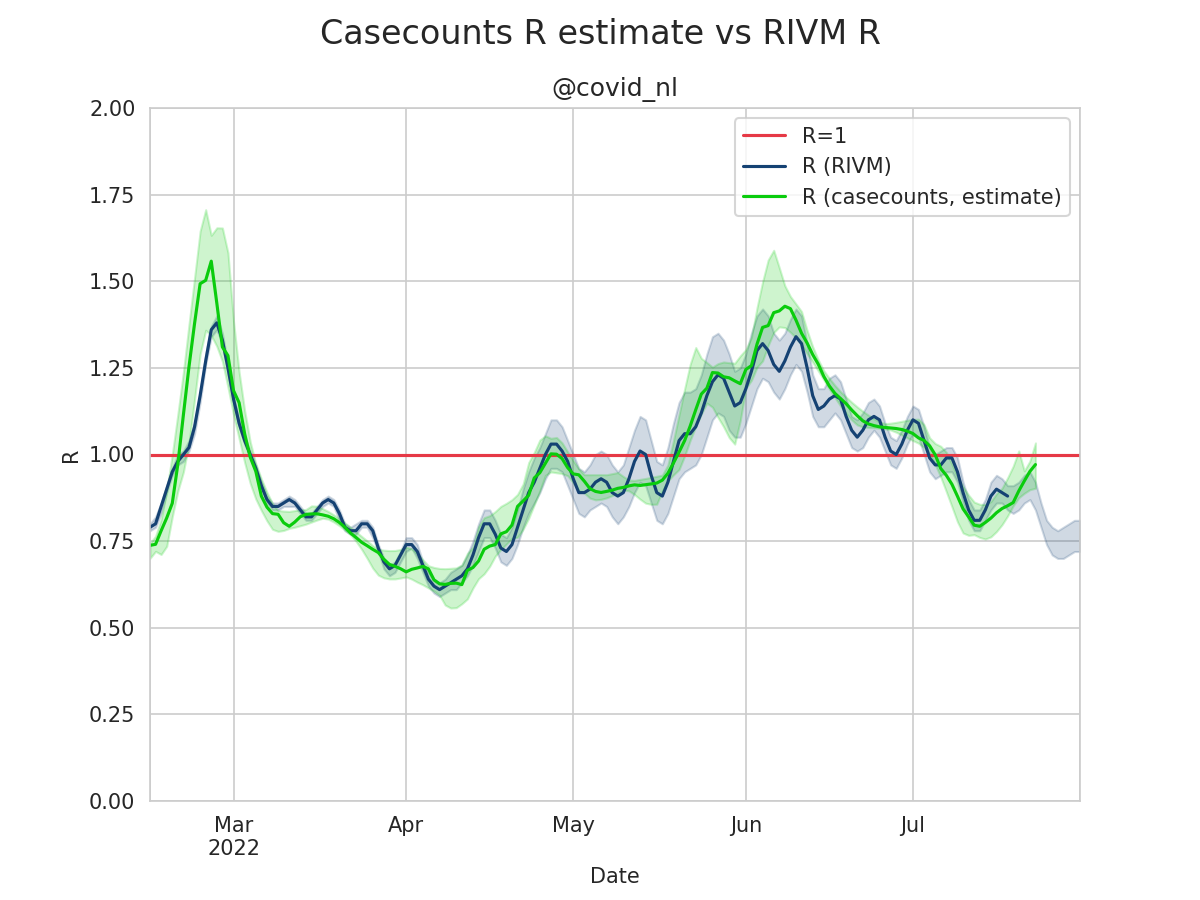 Casecounts R estimate vs RIVM R
@covid_nl
R=1
R (RIVM)
R (casecounts, estimate)
2.00
1.75
1.50
1.25
1.00
0.75
0.50
0.25
0.00
R
Mar Apr May Jun Jul
2022
Date